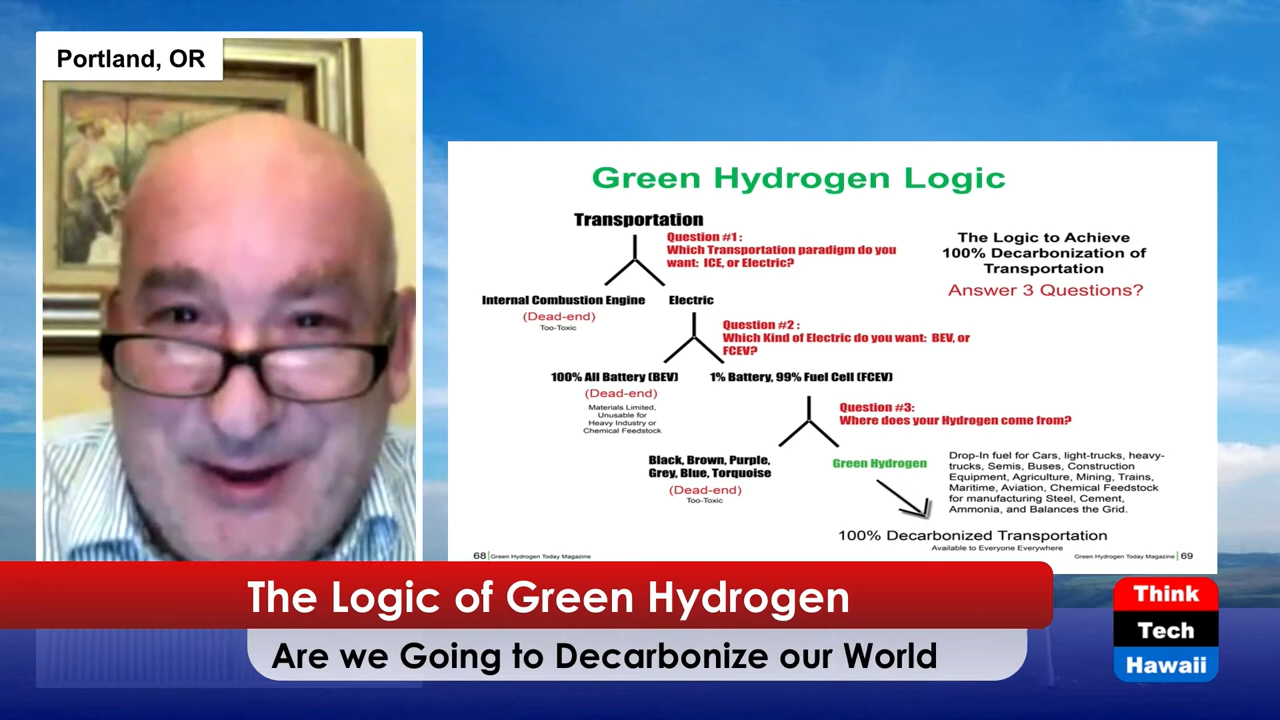 Portland, OR
Green Hydrogen Logic
Transportation
Question #1 :
Which Transportation paradigm do you
want: ICE, or Electric?
The Logic to Achieve
100% Decarbonization of
Transportation
Answer 3 Questions?
Internal Combustion Engine
(Dead-end)
Too-Toxic
Electric
Question #2 :
Which Kind of Electric do you want: BEV, or
FCEV?
100% All Battery (BEV)
(Dead-end)
Materials Limited,
Unusable for
Heavy Industry or
Chemical Feedstock
1% Battery, 99% Fuel Cell (FCEV)
Question #3:
Where does your Hydrogen come from?
Black, Brown, Purple,
Grey, Blue, Torquoise
(Dead-end)
Too-Toxic
Green Hydrogen
Drop-In fuel for Cars, light-trucks, heavy-
trucks, Semis, Buses, Construction
Equipment, Agriculture, Mining, Trains,
Maritime, Aviation, Chemical Feedstock
for manufacturing Steel, Cement,
Ammonia, and Balances the Grid.
100% Decarbonized Transportation
Available to Everyone Everywhere
68 | Green Hydrogen Today Magazine
Green Hydrogen Today Magazine | 69
The Logic of Green Hydrogen
Are we Going to Decarbonize our World
Think
Tech
Hawaii